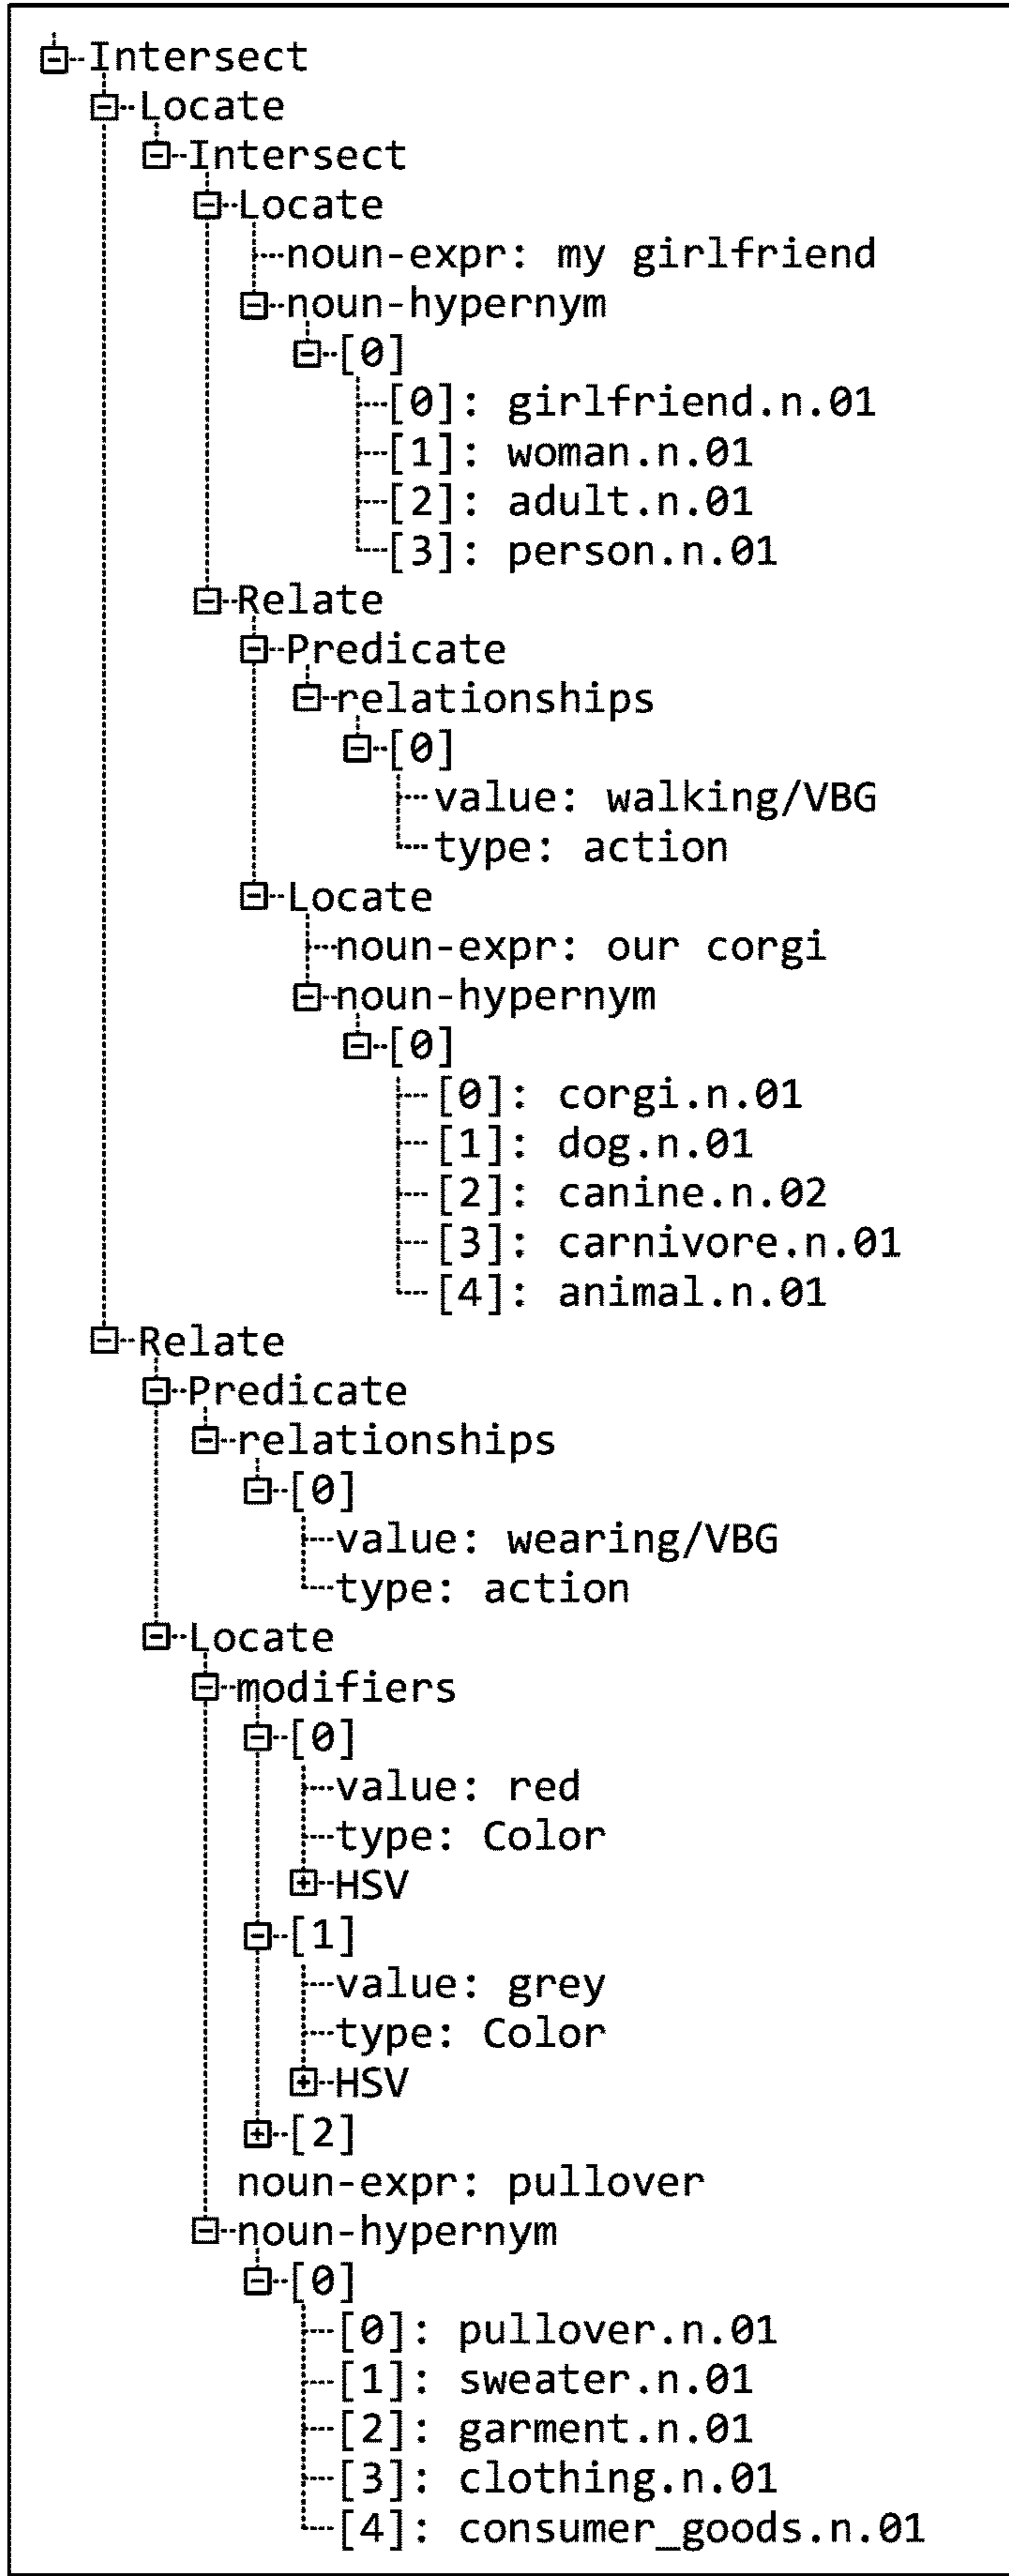 Intersect
Locate
Intersect
Locate
noun-expr: my girlfriend
noun-hypernym
[0]
[0]: girlfriend.n.01
[1]: woman.n.01
[2]: adult.n.01
[3]: person.n.01
Relate
Predicate
relationships
[0]
value: walking/VBG
type: action
Locate
noun-expr: our corgi
noun-hypernym
[0]
[0]: corgi.n.01
[1]: dog.n.01
[2]: canine.n.02
[3]: carnivore.n.01
[4]: animal.n.01
Relate
Predicate
relationships
[0]
value: wearing/VBG
type: action
Locate
modifiers
[0]
value: red
type: Color
HSV
[1]
value: grey
type: Color
HSV
[2]
noun-expr: pullover
noun-hypernym
[0]
[0]: pullover.n.01
[1]: sweater.n.01
[2]: garment.n.01
[3]: clothing.n.01
[4]: consumer_goods.n.01